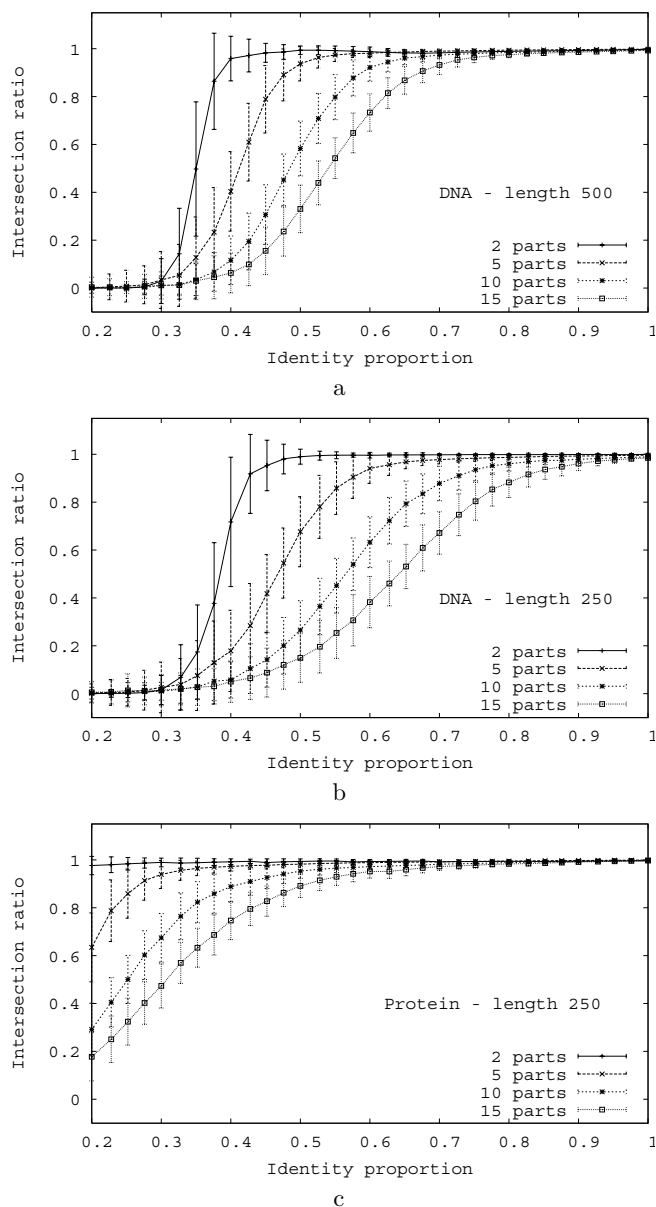 1
0.8
0.6
0.4
0.2
0
Intersection ratio
DNA - length 500
2 parts
5 parts
10 parts
15 parts
0.2 0.3 0.4 0.5 0.6 0.7 0.8 0.9 1
Identity proportion
a
1
0.8
0.6
0.4
0.2
0
Intersection ratio
DNA - length 250
2 parts
5 parts
10 parts
15 parts
0.2 0.3 0.4 0.5 0.6 0.7 0.8 0.9 1
Identity proportion
b
1
0.8
0.6
0.4
0.2
0
Intersection ratio
Protein - length 250
2 parts
5 parts
10 parts
15 parts
0.2 0.3 0.4 0.5 0.6 0.7 0.8 0.9 1
Identity proportion
c